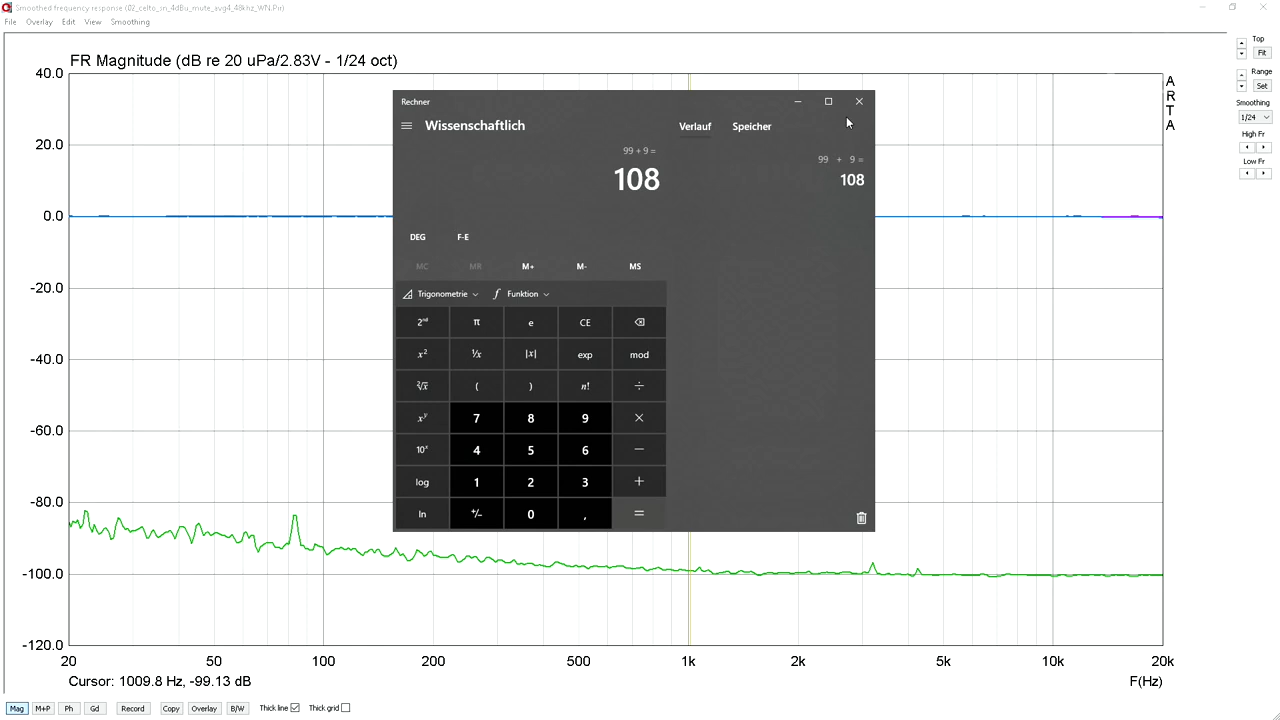 Smoothed frequency response (02_celto_sn_4dBu_mute_avg4_48khz_WN.Pir)
File Overlay Edit View Smoothing
FR Magnitude (dB re 20 uPa/2.83V - 1/24 oct)
Top
Fit
Range
Set
Smoothing
1/24
High Fr
Low Fr
A
R
T
A
40.0
20.0
0.0
-20.0
-40.0
-60.0
-80.0
-100.0
-120.0
Rechner
Wissenschaftlich
Verlauf Speicher
99 + 9 =
108
99 + 9 =
108
DEG F-E
MC MR M+ M- MS
Trigonometrie f Funktion
2ⁿᵈ π e CE
x² ¹/x |x| exp mod
²√x ( ) n! ÷
xʸ 7 8 9 ×
10ˣ 4 5 6 −
log 1 2 3 +
ln +/− 0 , =
20 50 100 200 500 1k 2k 5k 10k 20k
Cursor: 1009.8 Hz, -99.13 dB
F(Hz)
Mag M+P Ph Gd Record Copy Overlay B/W Thick line Thick grid